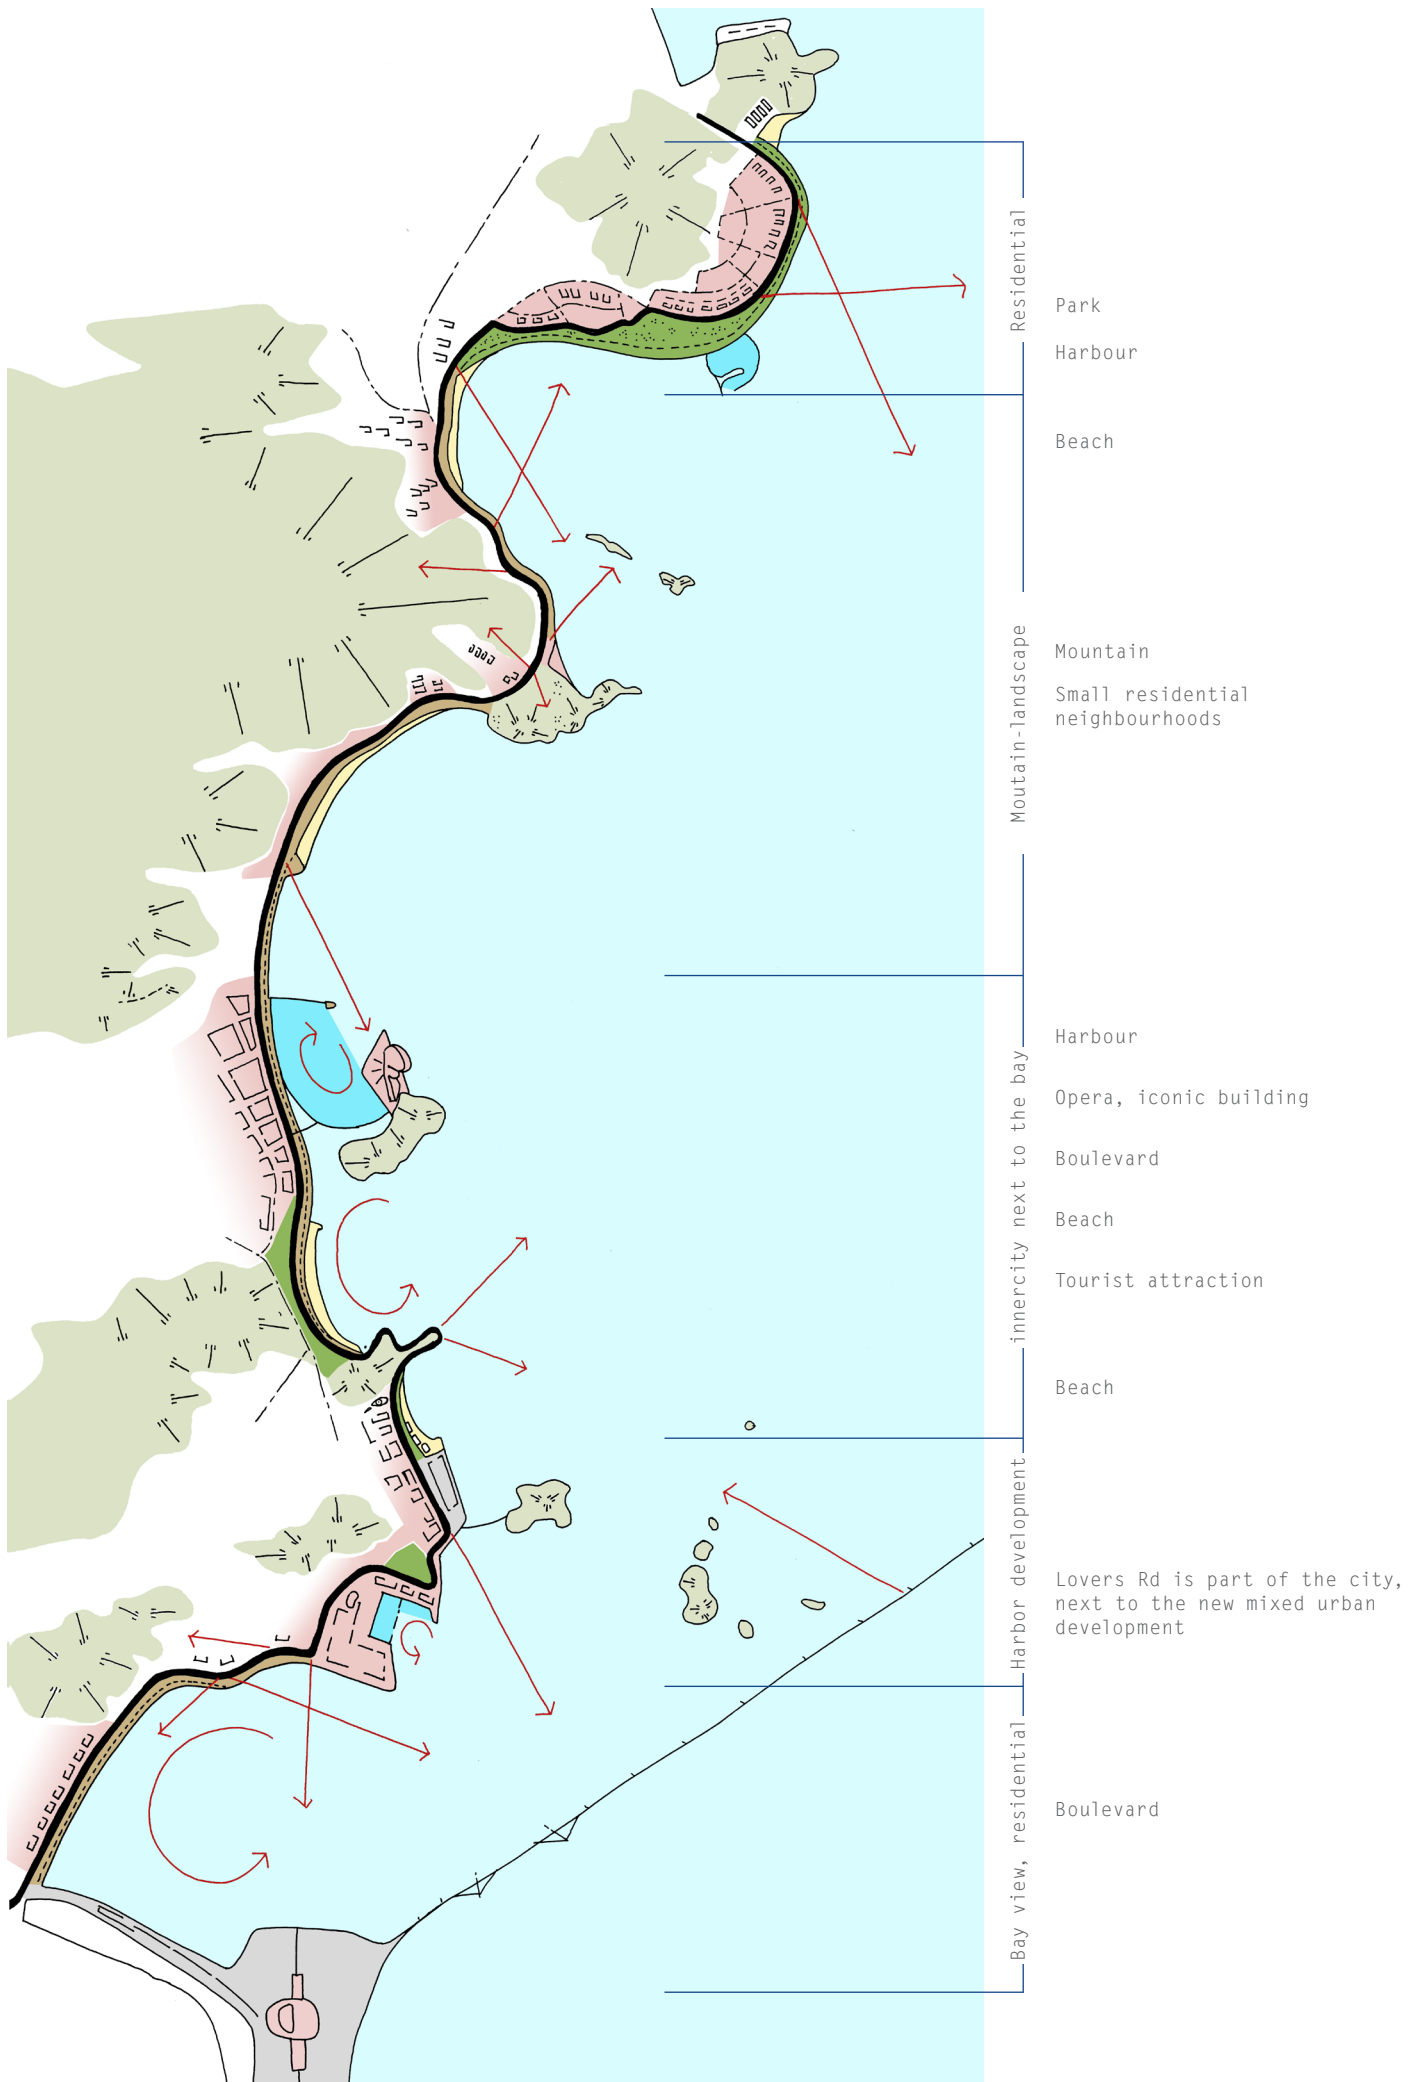 Residential
Park
Harbour
Beach
Moutain-landscape
Mountain
Small residential
neighbourhoods
innercity next to the bay
Harbour
Opera, iconic building
Boulevard
Beach
Tourist attraction
Beach
Harbor development
Lovers Rd is part of the city,
next to the new mixed urban
development
Bay view, residential
Boulevard